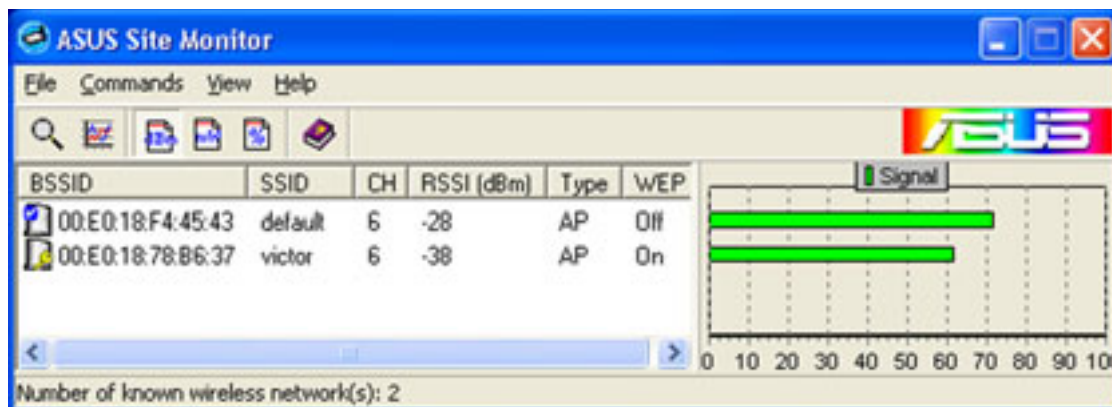 ASUS Site Monitor
File Commands View Help
ASUS
BSSID SSID CH RSSI (dBm) Type WEP
00:E0:18:F4:45:43 default 6 -28 AP Off
00:E0:18:78:B6:37 victor 6 -38 AP On
Signal
0 10 20 30 40 50 60 70 80 90 10
Number of known wireless network(s): 2